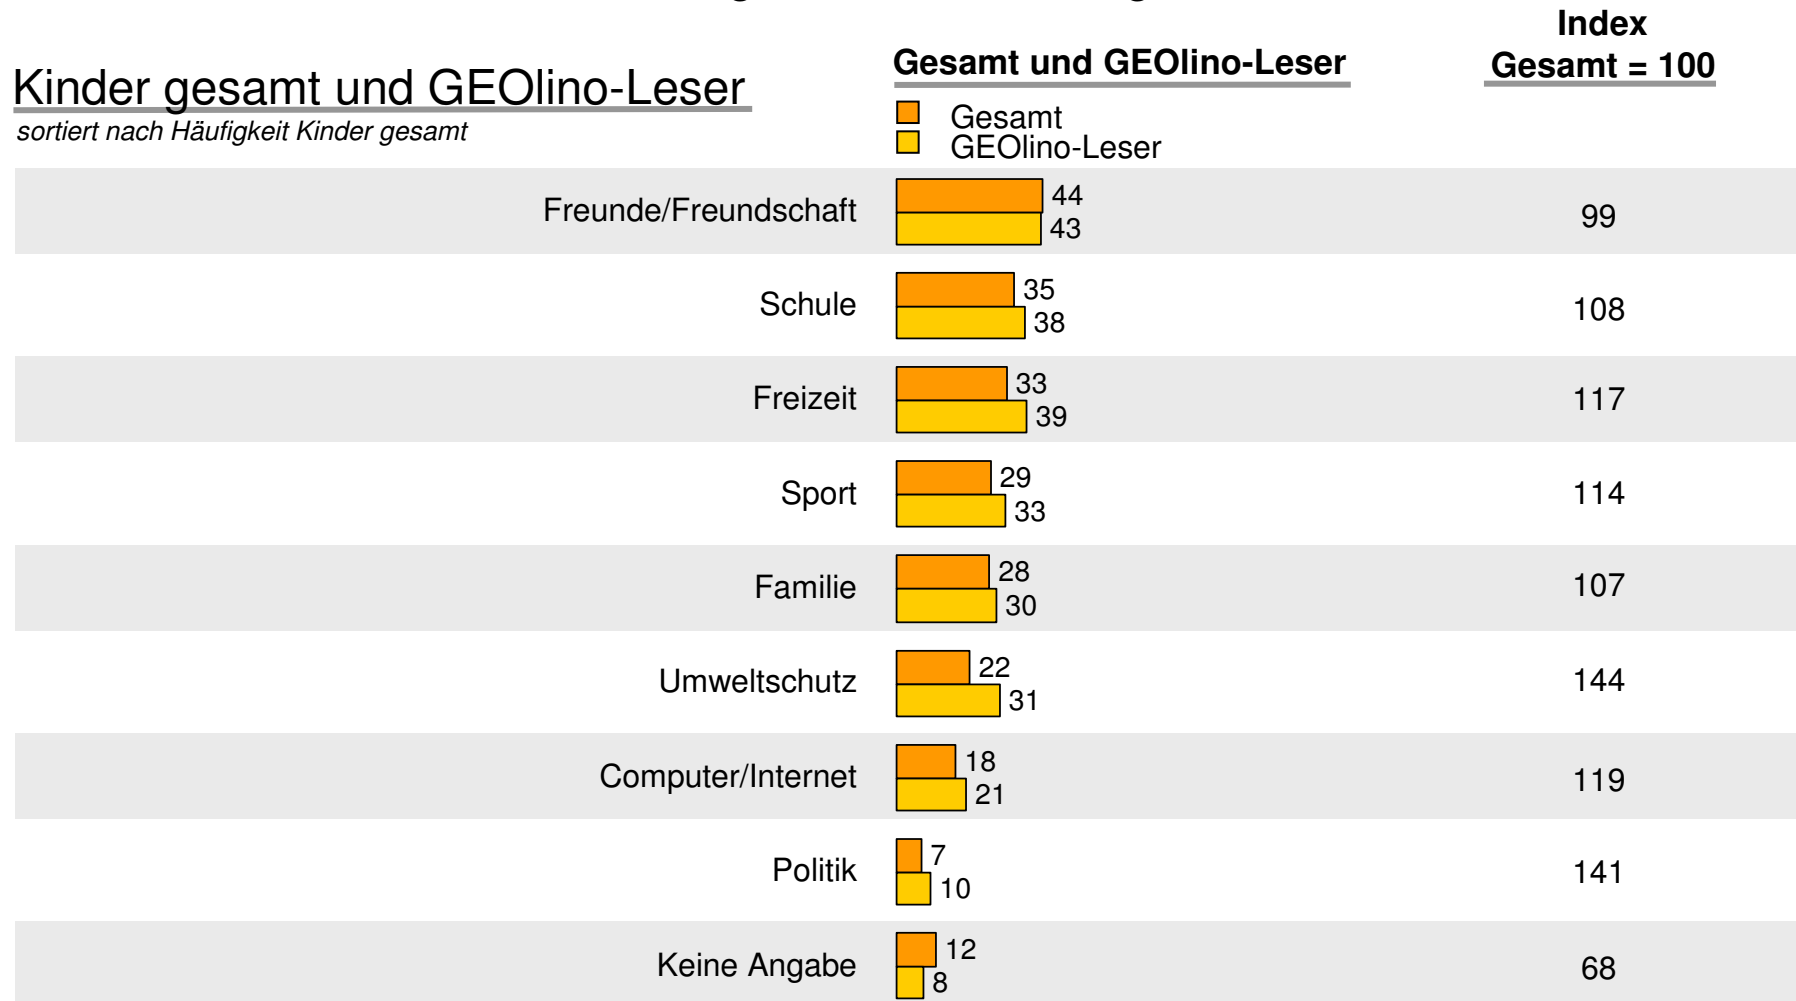 Index
Gesamt und GEOlino-Leser
Gesamt = 100
Kinder gesamt und GEOlino-Leser
sortiert nach Häufigkeit Kinder gesamt
Gesamt
GEOlino-Leser
Freunde/Freundschaft
44
43
99
Schule
35
38
108
Freizeit
33
39
117
Sport
29
33
114
Familie
28
30
107
Umweltschutz
22
31
144
Computer/Internet
18
21
119
Politik
7
10
141
Keine Angabe
12
8
68